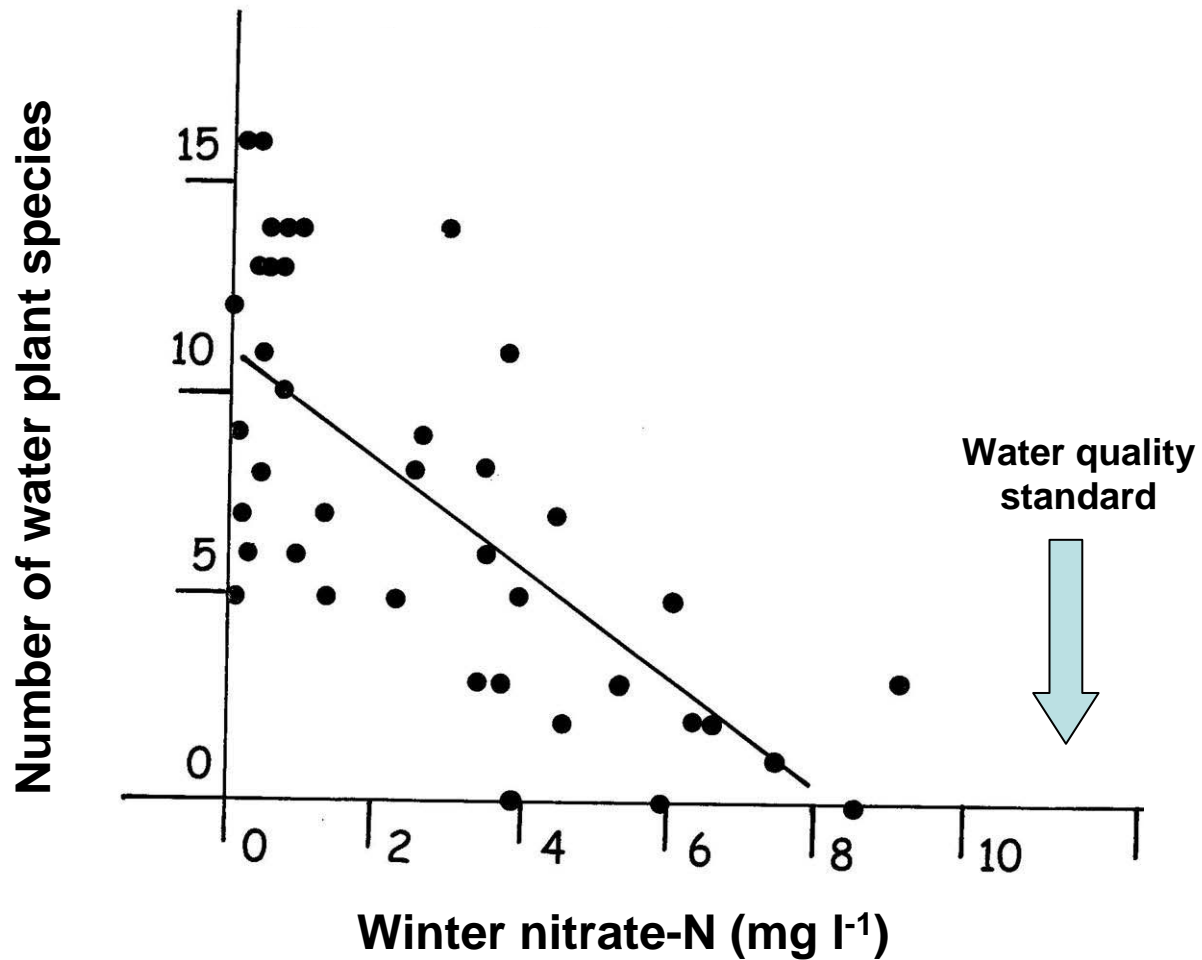 Number of water plant species
15
10
5
0
Water quality
standard
0 2 4 6 8 10
Winter nitrate-N (mg l-1)